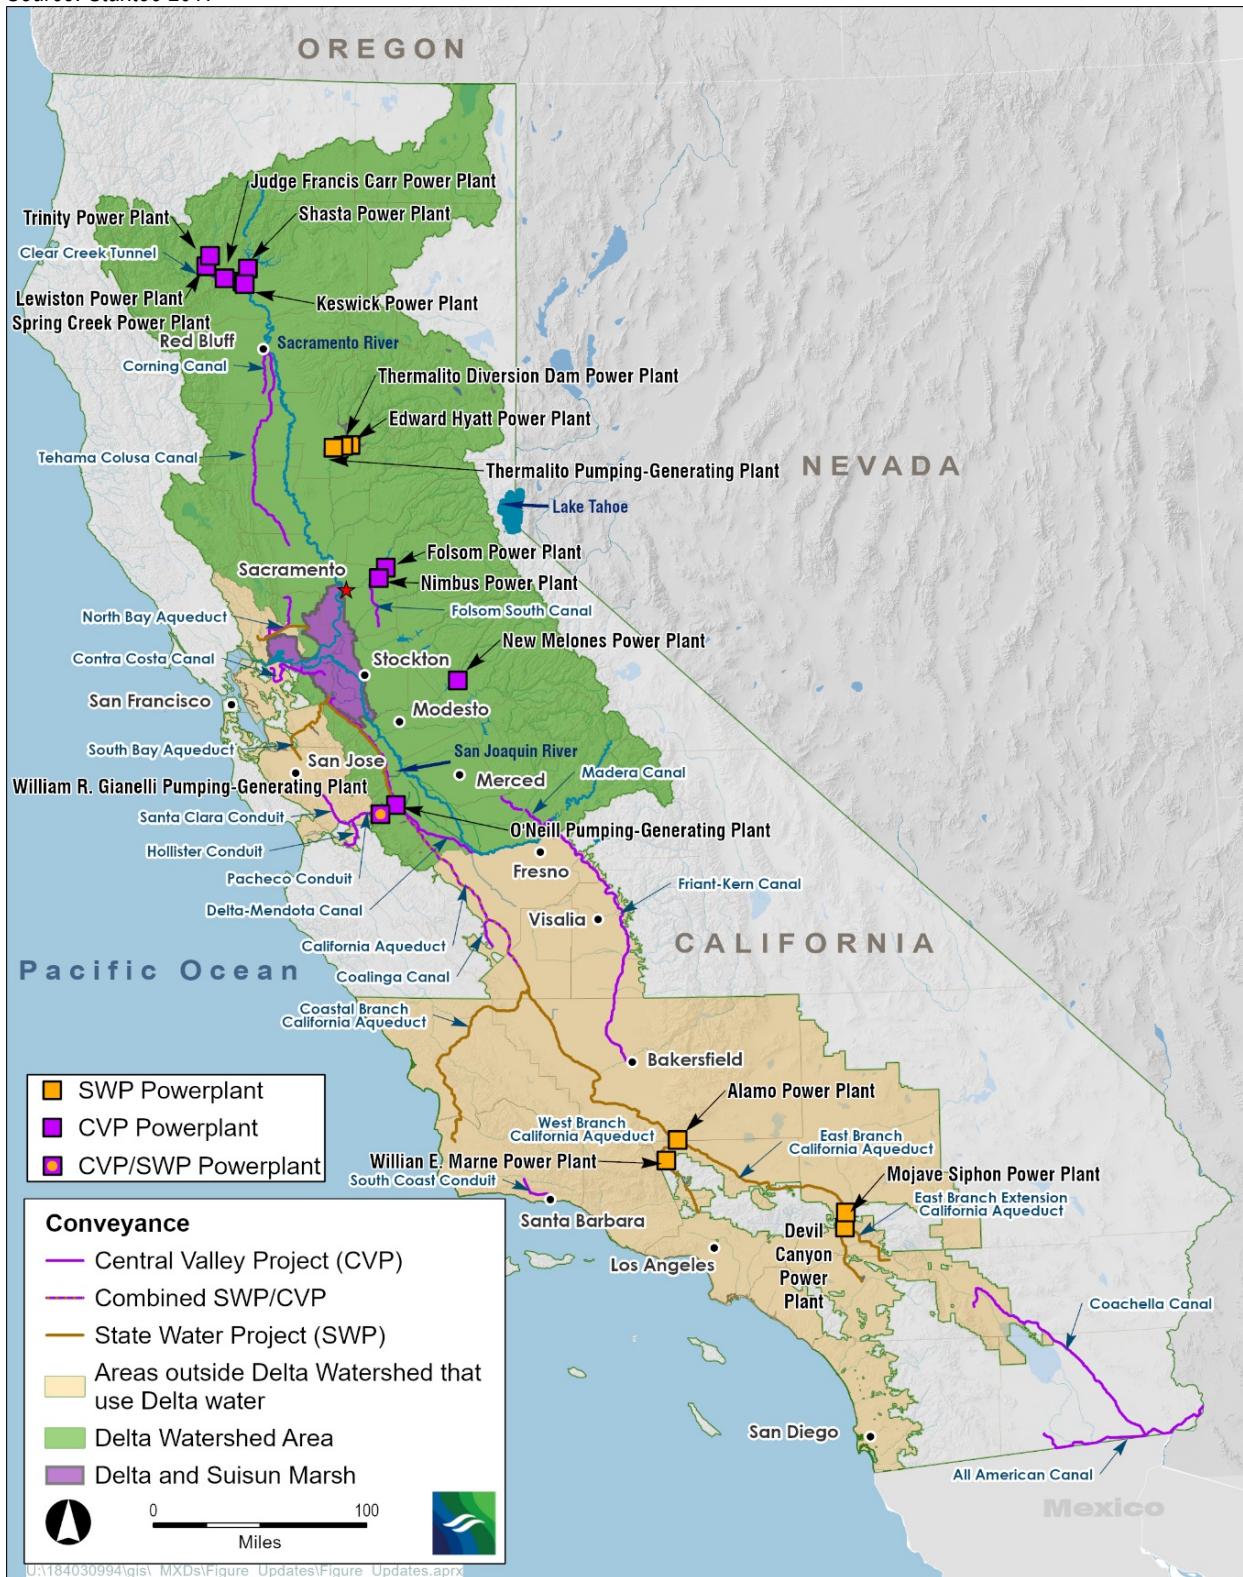 OREGON
Judge Francis Carr Power Plant
Trinity Power Plant
Shasta Power Plant
Clear Creek Tunnel
Lewiston Power Plant
Keswick Power Plant
Spring Creek Power Plant
Red Bluff
Sacramento River
Corning Canal
Thermalito Diversion Dam Power Plant
Edward Hyatt Power Plant
Tehama Colusa Canal
Thermalito Pumping-Generating Plant
NEVADA
Lake Tahoe
Folsom Power Plant
Sacramento
Nimbus Power Plant
North Bay Aqueduct
Folsom South Canal
New Melones Power Plant
Contra Costa Canal
Stockton
San Francisco
Modesto
South Bay Aqueduct
San Joaquin River
San Jose
Merced
Madera Canal
William R. Gianelli Pumping-Generating Plant
Santa Clara Conduit
O'Neill Pumping-Generating Plant
Hollister Conduit
Fresno
Pacheco Conduit
Friant-Kern Canal
Delta-Mendota Canal
Visalia
California Aqueduct
CALIFORNIA
Pacific Ocean
Coalinga Canal
Coastal Branch
California Aqueduct
Bakersfield
SWP Powerplant
CVP Powerplant
CVP/SWP Powerplant
Alamo Power Plant
West Branch
California Aqueduct
East Branch
California Aqueduct
Willian E. Marne Power Plant
South Coast Conduit
Mojave Siphon Power Plant
East Branch Extension
California Aqueduct
Santa Barbara
Devil
Canyon
Power
Plant
Los Angeles
Coachella Canal
San Diego
All American Canal
Mexico
Conveyance
Central Valley Project (CVP)
Combined SWP/CVP
State Water Project (SWP)
Areas outside Delta Watershed that
use Delta water
Delta Watershed Area
Delta and Suisun Marsh
0 100
Miles
U:\184030994\gis\_MXDs\Figure_Updates\Figure_Updates.aprx